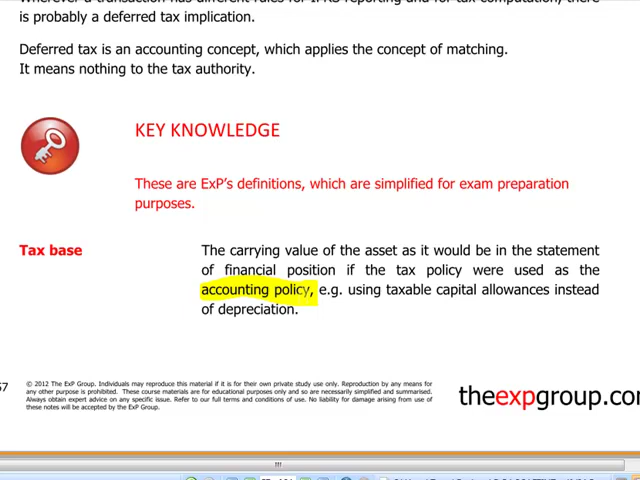 is probably a deferred tax implication.
Deferred tax is an accounting concept, which applies the concept of matching.
It means nothing to the tax authority.
KEY KNOWLEDGE
These are ExP's definitions, which are simplified for exam preparation
purposes.
Tax base
The carrying value of the asset as it would be in the statement
of financial position if the tax policy were used as the
accounting policy, e.g. using taxable capital allowances instead
of depreciation.
57
© 2012 The ExP Group. Individuals may reproduce this material if it is for their own private study use only. Reproduction by any means for
any other purpose is prohibited. These course materials are for educational purposes only and so are necessarily simplified and summarised.
Always obtain expert advice on any specific issue. Refer to our full terms and conditions of use. No liability for damage arising from use of
these notes will be accepted by the ExP Group.
theexpgroup.com